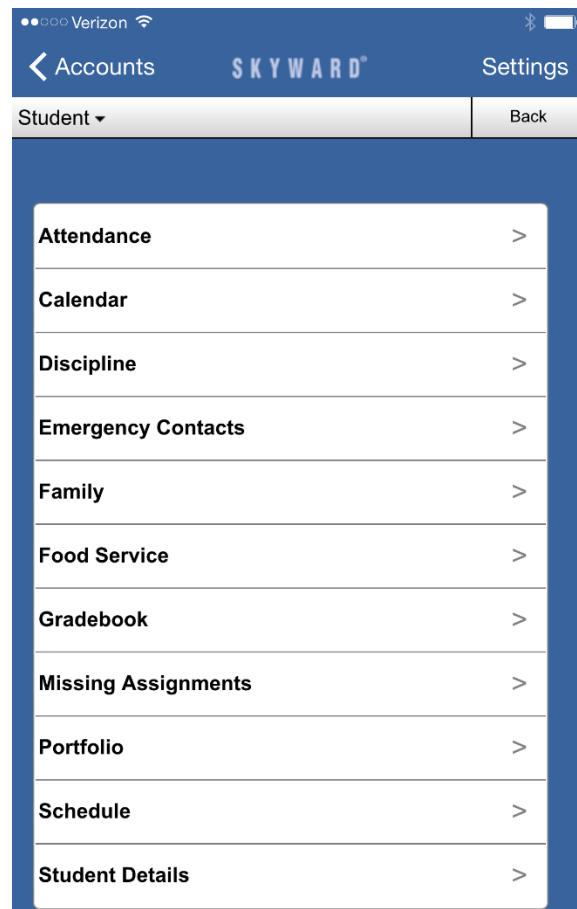 Verizon
Accounts SKYWARD® Settings
Student Back
Attendance >
Calendar >
Discipline >
Emergency Contacts >
Family >
Food Service >
Gradebook >
Missing Assignments >
Portfolio >
Schedule >
Student Details >